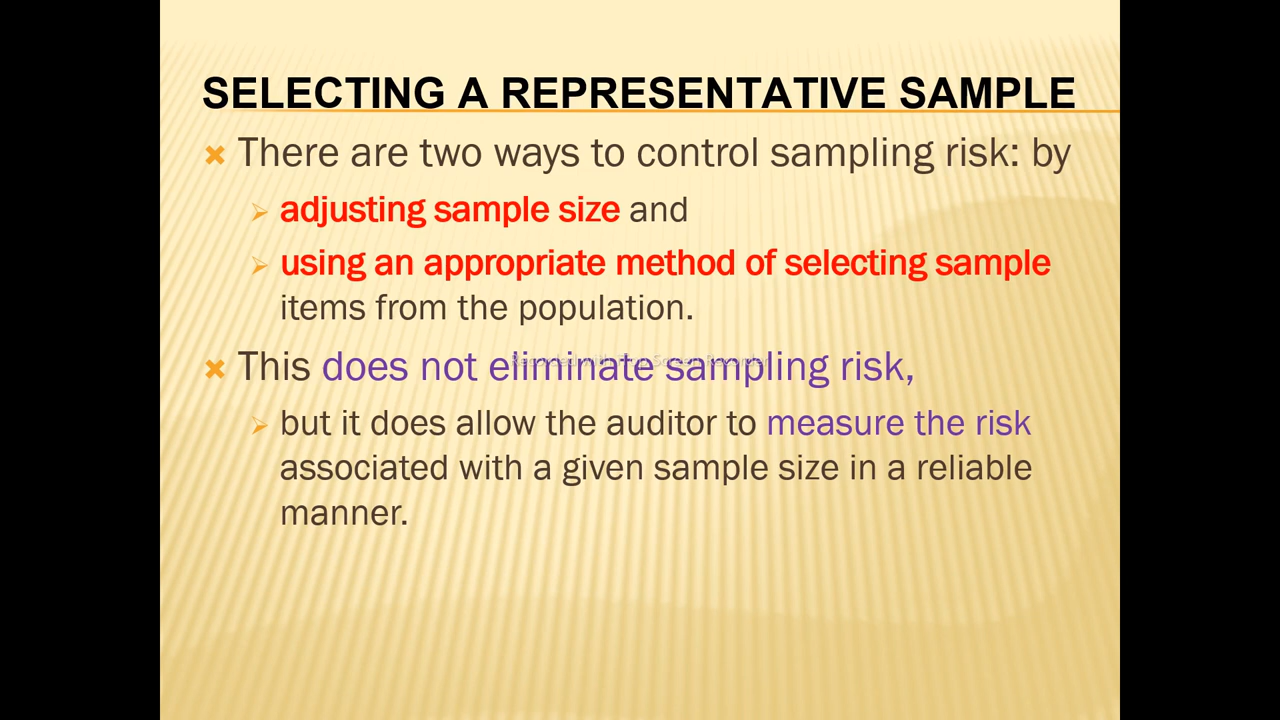 SELECTING A REPRESENTATIVE SAMPLE
There are two ways to control sampling risk: by
adjusting sample size and
using an appropriate method of selecting sample
items from the population.
This does not eliminate sampling risk,
but it does allow the auditor to measure the risk
associated with a given sample size in a reliable
manner.